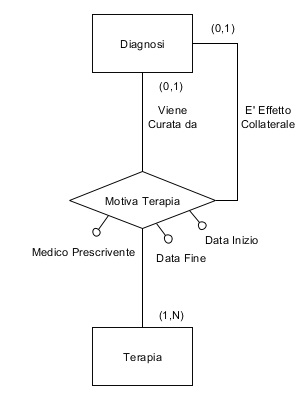 (0,1)
Diagnosi
(0,1)
Viene
Curata da
E' Effetto
Collaterale
Motiva Terapia
Data Inizio
Medico Prescrivente
Data Fine
(1,N)
Terapia